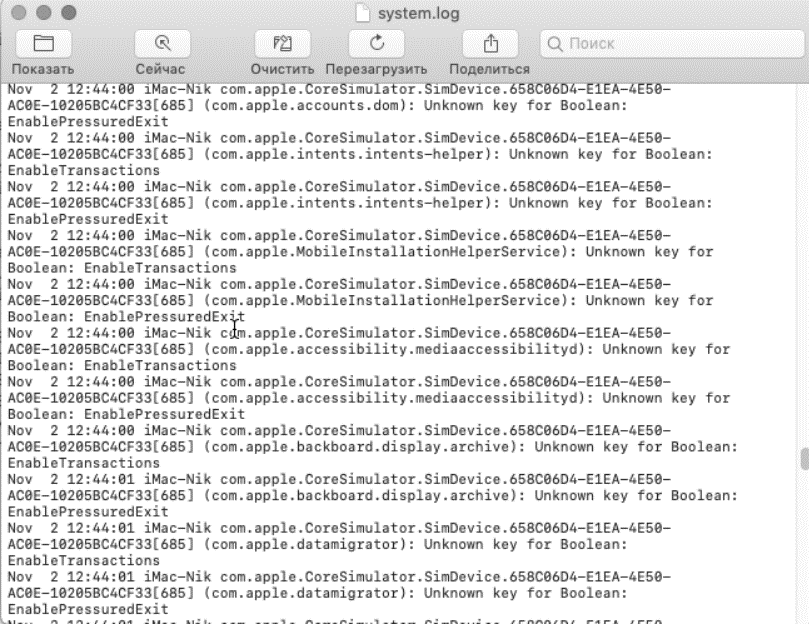 system.log
Показать
Сейчас
Очистить
Перезагрузить
Поделиться
Поиск
Nov  2 12:44:00 iMac-Nik com.apple.CoreSimulator.SimDevice.658C06D4-E1EA-4E50-
AC0E-10205BC4CF33[685] (com.apple.accounts.dom): Unknown key for Boolean:
EnablePressuredExit
Nov  2 12:44:00 iMac-Nik com.apple.CoreSimulator.SimDevice.658C06D4-E1EA-4E50-
AC0E-10205BC4CF33[685] (com.apple.intents.intents-helper): Unknown key for Boolean:
EnableTransactions
Nov  2 12:44:00 iMac-Nik com.apple.CoreSimulator.SimDevice.658C06D4-E1EA-4E50-
AC0E-10205BC4CF33[685] (com.apple.intents.intents-helper): Unknown key for Boolean:
EnablePressuredExit
Nov  2 12:44:00 iMac-Nik com.apple.CoreSimulator.SimDevice.658C06D4-E1EA-4E50-
AC0E-10205BC4CF33[685] (com.apple.MobileInstallationHelperService): Unknown key for
Boolean: EnableTransactions
Nov  2 12:44:00 iMac-Nik com.apple.CoreSimulator.SimDevice.658C06D4-E1EA-4E50-
AC0E-10205BC4CF33[685] (com.apple.MobileInstallationHelperService): Unknown key for
Boolean: EnablePressuredExit
Nov  2 12:44:00 iMac-Nik com.apple.CoreSimulator.SimDevice.658C06D4-E1EA-4E50-
AC0E-10205BC4CF33[685] (com.apple.accessibility.mediaaccessibilityd): Unknown key for
Boolean: EnableTransactions
Nov  2 12:44:00 iMac-Nik com.apple.CoreSimulator.SimDevice.658C06D4-E1EA-4E50-
AC0E-10205BC4CF33[685] (com.apple.accessibility.mediaaccessibilityd): Unknown key for
Boolean: EnablePressuredExit
Nov  2 12:44:00 iMac-Nik com.apple.CoreSimulator.SimDevice.658C06D4-E1EA-4E50-
AC0E-10205BC4CF33[685] (com.apple.backboard.display.archive): Unknown key for Boolean:
EnableTransactions
Nov  2 12:44:01 iMac-Nik com.apple.CoreSimulator.SimDevice.658C06D4-E1EA-4E50-
AC0E-10205BC4CF33[685] (com.apple.backboard.display.archive): Unknown key for Boolean:
EnablePressuredExit
Nov  2 12:44:01 iMac-Nik com.apple.CoreSimulator.SimDevice.658C06D4-E1EA-4E50-
AC0E-10205BC4CF33[685] (com.apple.datamigrator): Unknown key for Boolean:
EnableTransactions
Nov  2 12:44:01 iMac-Nik com.apple.CoreSimulator.SimDevice.658C06D4-E1EA-4E50-
AC0E-10205BC4CF33[685] (com.apple.datamigrator): Unknown key for Boolean:
EnablePressuredExit